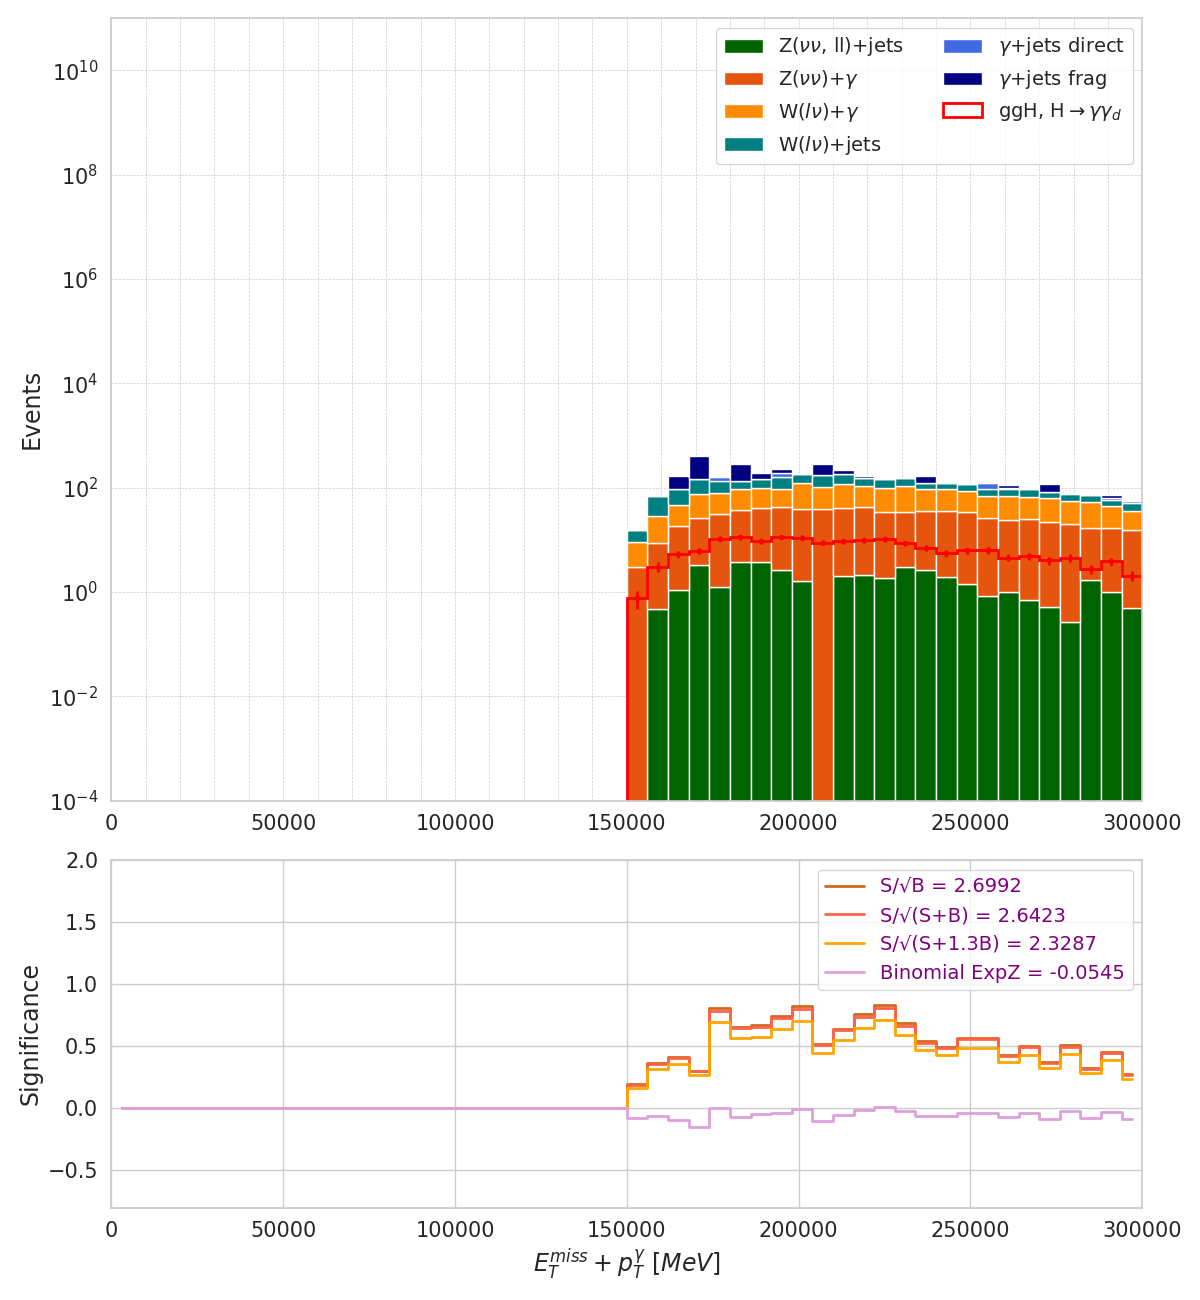 Z(νν, ll)+jets
Z(νν)+γ
W(lν)+γ
W(lν)+jets
γ+jets direct
γ+jets frag
ggH, H→γγ_d
10^10
10^8
10^6
10^4
10^2
10^0
10^−2
10^−4
Events
0 50000 100000 150000 200000 250000 300000
S/√B = 2.6992
S/√(S+B) = 2.6423
S/√(S+1.3B) = 2.3287
Binomial ExpZ = -0.0545
2.0
1.5
1.0
0.5
0.0
−0.5
Significance
0 50000 100000 150000 200000 250000 300000
E_T^miss + p_T^γ [MeV]